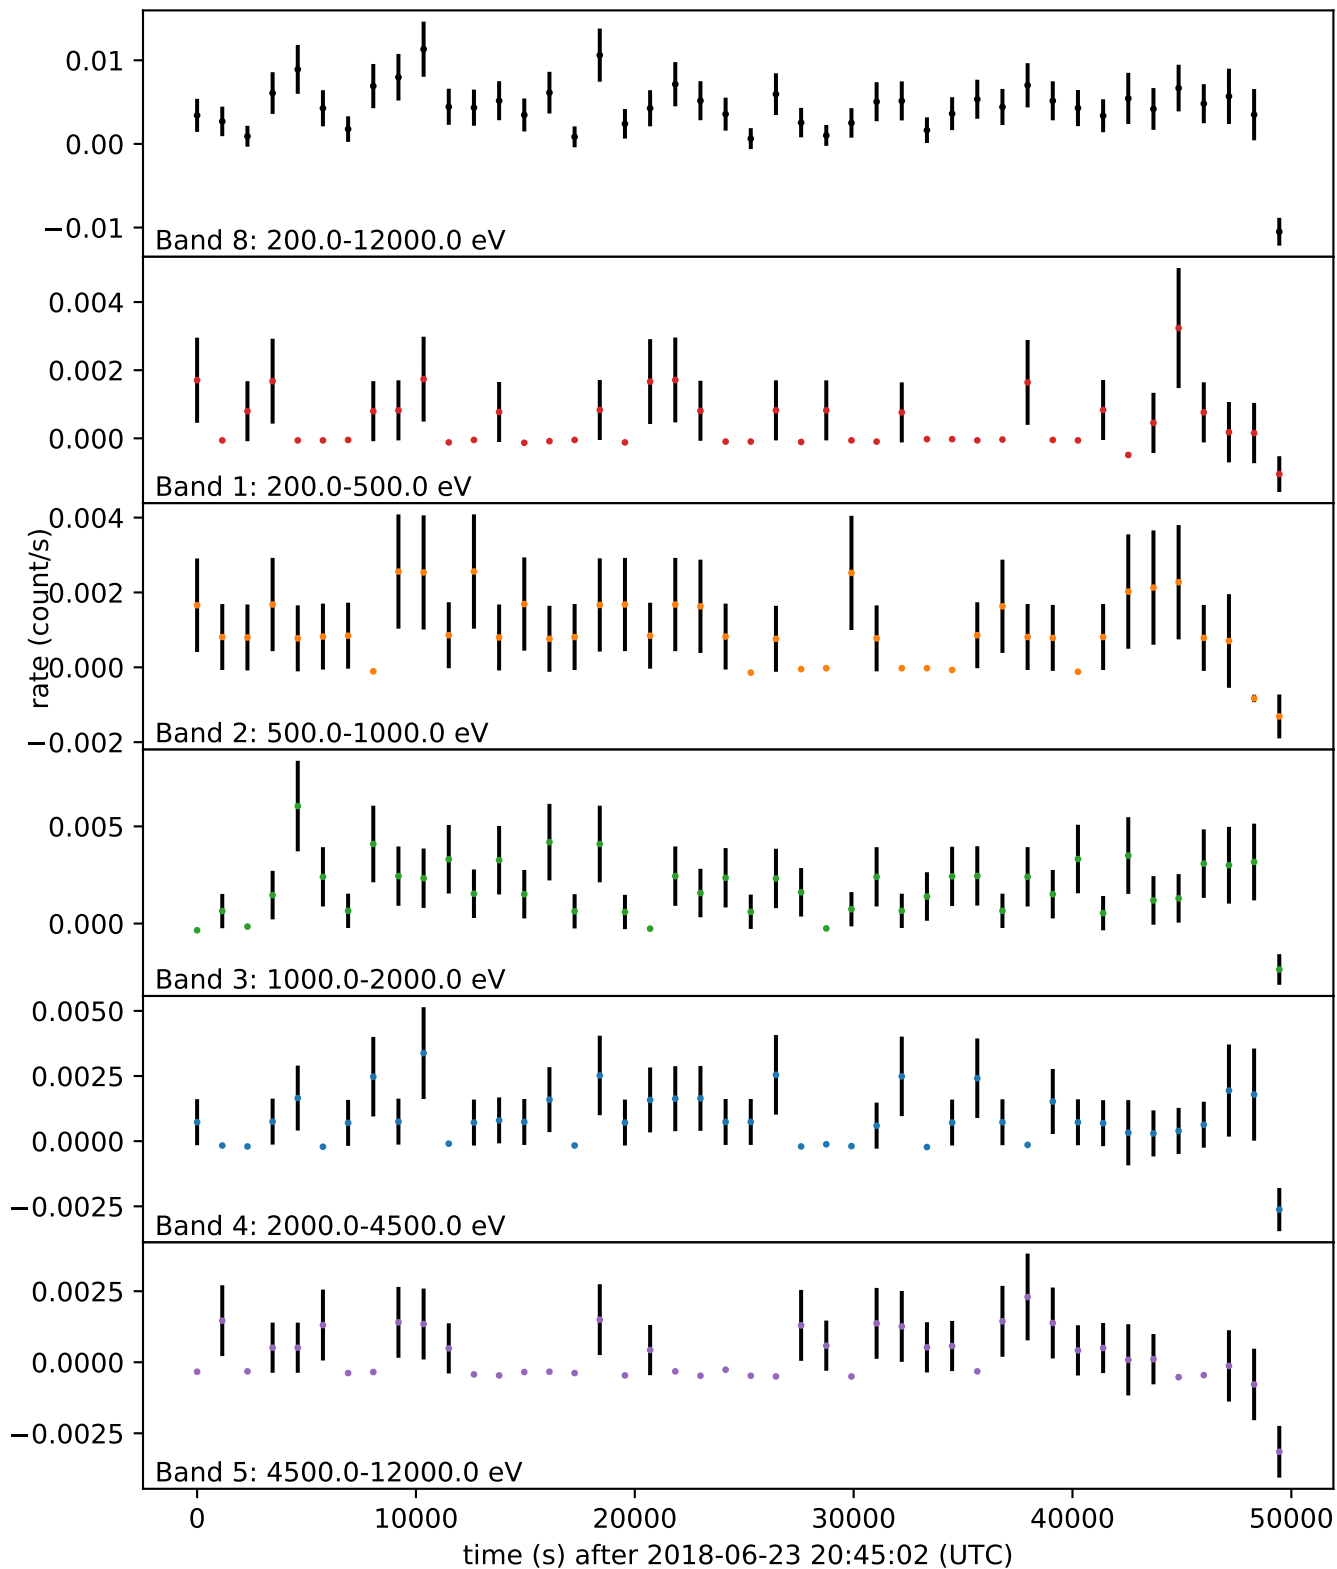 0.01
0.00
−0.01
Band 8: 200.0-12000.0 eV
0.004
0.002
0.000
Band 1: 200.0-500.0 eV
rate (count/s)
0.004
0.002
0.000
−0.002
Band 2: 500.0-1000.0 eV
0.005
0.000
Band 3: 1000.0-2000.0 eV
0.0050
0.0025
0.0000
−0.0025
Band 4: 2000.0-4500.0 eV
0.0025
0.0000
−0.0025
Band 5: 4500.0-12000.0 eV
0 10000 20000 30000 40000 50000
time (s) after 2018-06-23 20:45:02 (UTC)